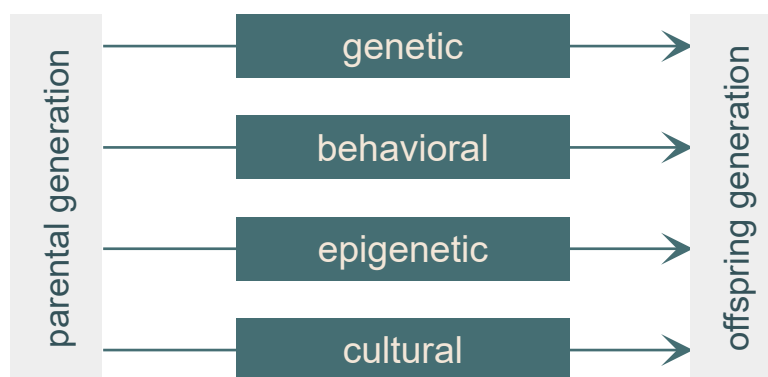 parental generation
genetic
behavioral
epigenetic
cultural
offspring generation